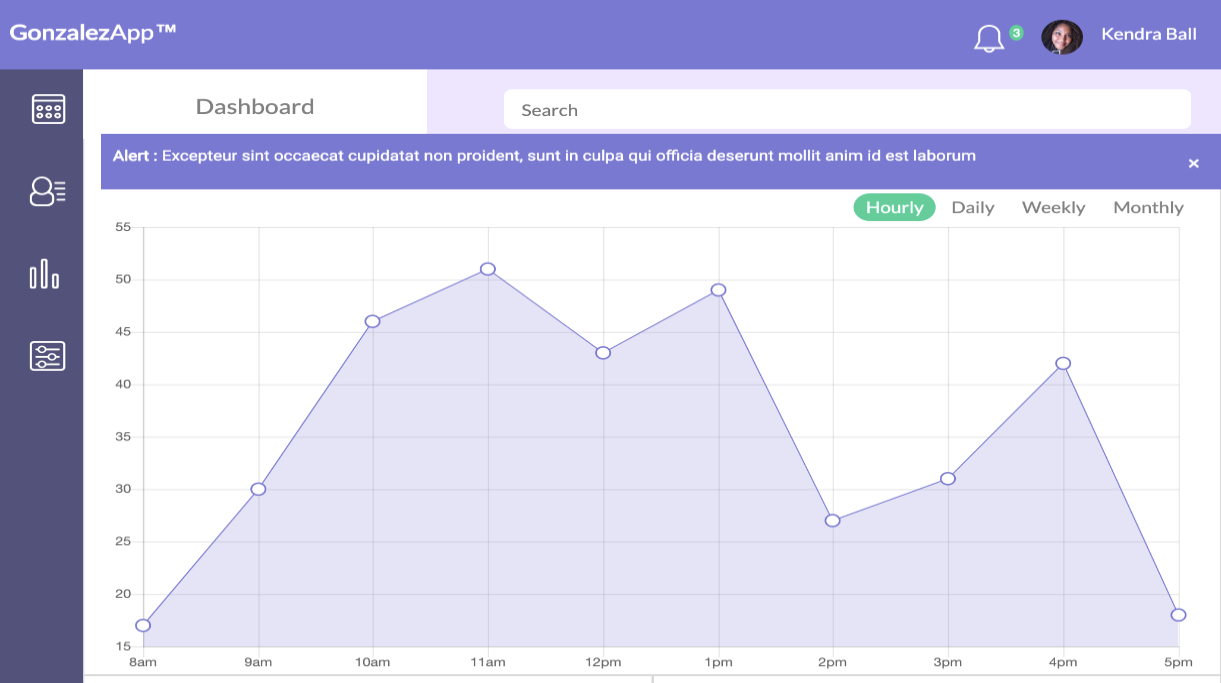 GonzalezApp™
3
Kendra Ball
Dashboard
Search
Alert : Excepteur sint occaecat cupidatat non proident, sunt in culpa qui officia deserunt mollit anim id est laborum
×
Hourly Daily Weekly Monthly
55
50
45
40
35
30
25
20
15
8am 9am 10am 11am 12pm 1pm 2pm 3pm 4pm 5pm